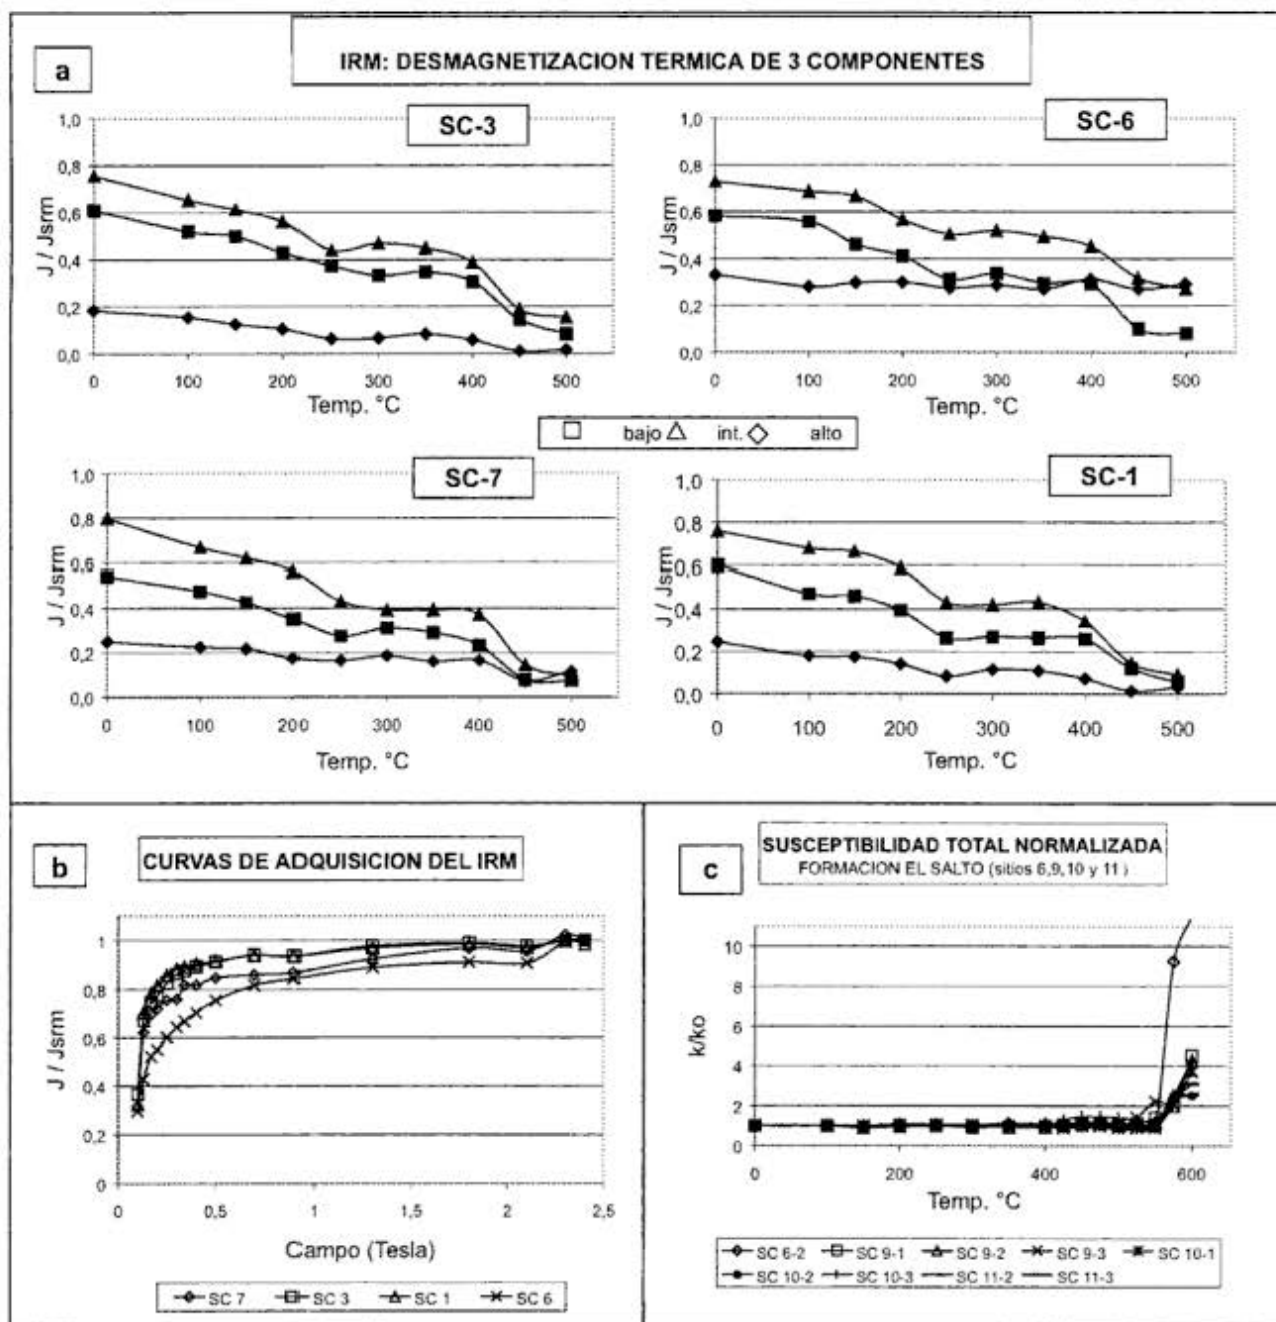 a
IRM: DESMAGNETIZACION TERMICA DE 3 COMPONENTES
SC-3
1,0
0,8
0,6
0,4
0,2
0,0
J / Jsrm
0 100 200 300 400 500
Temp. °C
SC-6
1,0
0,8
0,6
0,4
0,2
0,0
J / Jsrm
0 100 200 300 400 500
Temp. °C
bajo int. alto
SC-7
1,0
0,8
0,6
0,4
0,2
0,0
J / Jsrm
0 100 200 300 400 500
Temp. °C
SC-1
1,0
0,8
0,6
0,4
0,2
0,0
J / Jsrm
0 100 200 300 400 500
Temp. °C
b
CURVAS DE ADQUISICION DEL IRM
1
0,8
0,6
0,4
0,2
0
J / Jsrm
0 0,5 1 1,5 2 2,5
Campo (Tesla)
SC 7 SC 3 SC 1 SC 6
c
SUSCEPTIBILIDAD TOTAL NORMALIZADA
FORMACION EL SALTO (sitios 6,9,10 y 11 )
10
8
6
4
2
0
k/ko
0 200 400 600
Temp. °C
SC 6-2 SC 9-1 SC 9-2 SC 9-3 SC 10-1
SC 10-2 SC 10-3 SC 11-2 SC 11-3